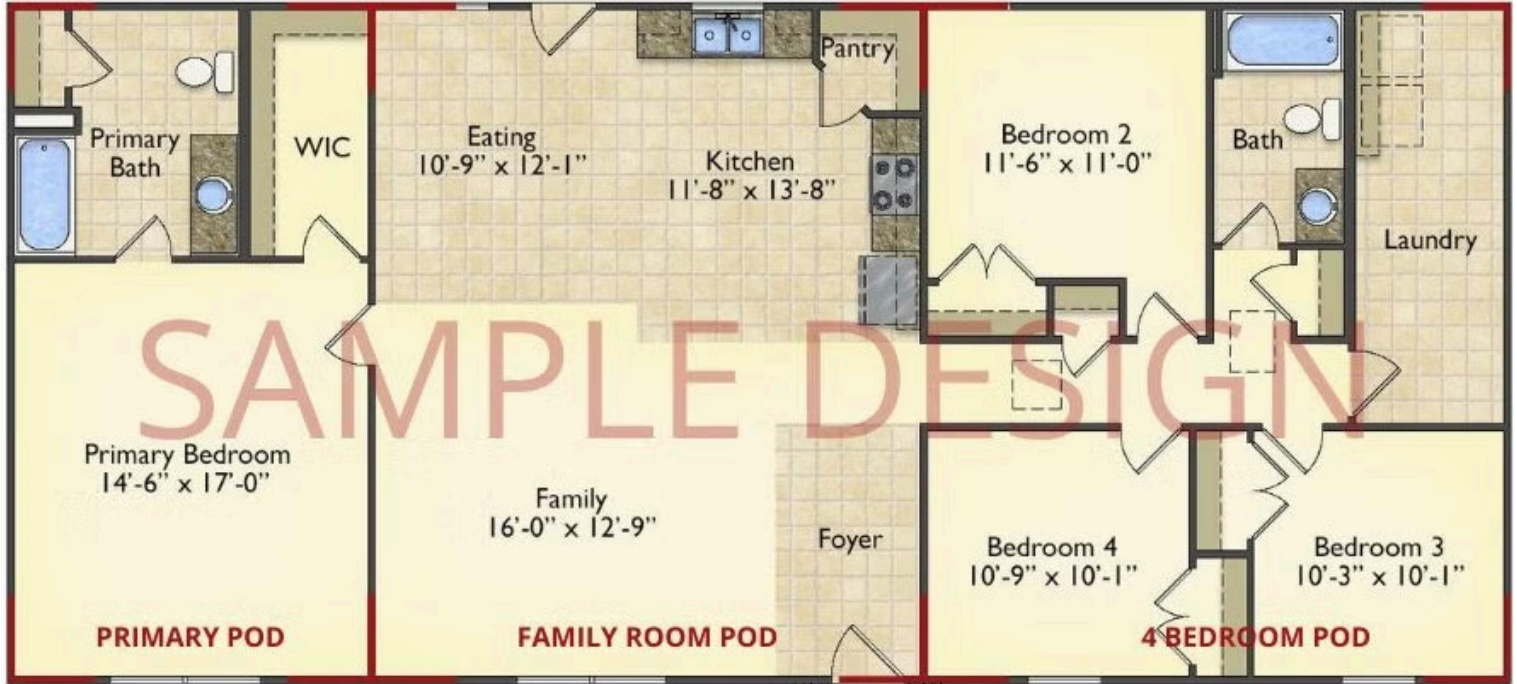 Primary
Bath
WIC
Eating
10'-9” x 12'-1”
Kitchen
11'-8” x 13'-8”
Pantry
Bedroom 2
11'-6” x 11'-0”
Bath
Laundry
SAMPLE DESIGN
Primary Bedroom
14'-6” x 17'-0”
Family
16'-0” x 12'-9”
Foyer
Bedroom 4
10'-9” x 10'-1”
Bedroom 3
10'-3” x 10'-1”
PRIMARY POD
FAMILY ROOM POD
4 BEDROOM POD